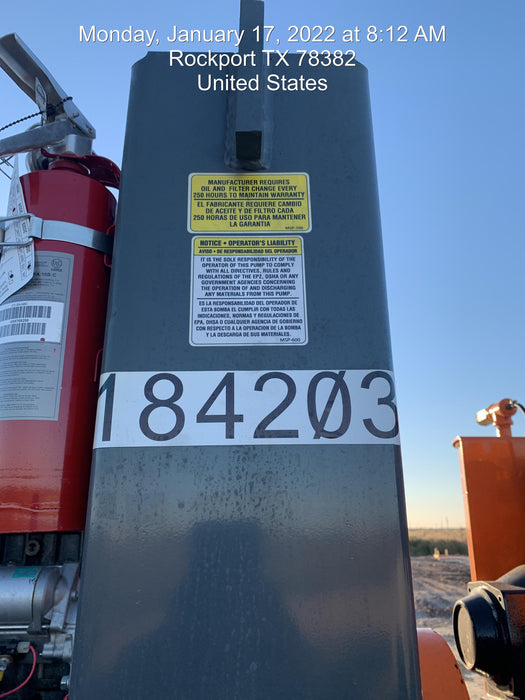 Monday, January 17, 2022 at 8:12 AM
Rockport TX 78382
United States
MANUFACTURER REQUIRES
OIL AND FILTER CHANGE EVERY
250 HOURS TO MAINTAIN WARRANTY
EL FABRICANTE REQUIERE CAMBIO
DE ACEITE Y DE FILTRO CADA
250 HORAS DE USO PARA MANTENER
LA GARANTIA
NOTICE • OPERATOR'S LIABILITY
AVISO • DE RESPONSABILIDAD DEL OPERADOR
IT IS THE SOLE RESPONSIBILITY OF THE
OPERATOR OF THIS PUMP TO COMPLY
WITH ALL DIRECTIVES, RULES AND
REGULATIONS OF THE EPZ, OSHA OR ANY
GOVERNMENT AGENCIES CONCERNING
THE OPERATION OF AND DISCHARGING
ANY MATERIALS FROM THIS PUMP.
ES LA RESPONSABILIDAD DEL OPERADOR DE
ESTA BOMBA EL CUMPLIR CON TODAS LAS
INDICACIONES, NORMAS Y REGULACIONES DE
EPA, OHSA O CUALQUIER AGENCIA DE GOBIERNO
CON RESPECTO A LA OPERACION DE LA BOMBA
Y LA DESCARGA DE SUS MATERIALES.
MSP-600
1842Ø3